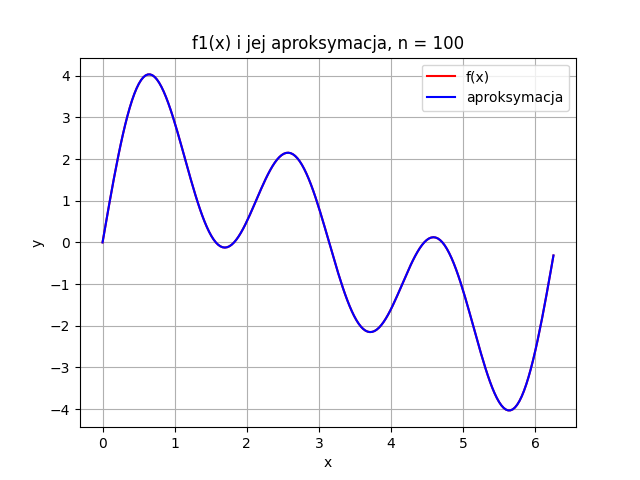 f1(x) i jej aproksymacja, n = 100
f(x)
aproksymacja
4
3
2
1
0
−1
−2
−3
−4
y
0 1 2 3 4 5 6
x